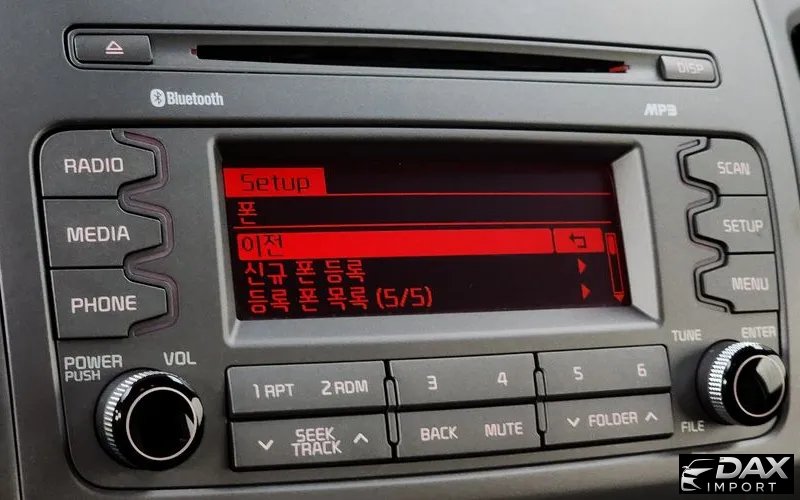 DISP
Bluetooth
MP3
RADIO
SCAN
Setup
폰
MEDIA
SETUP
이전
신규 폰 등록
PHONE
MENU
등록 폰 목록 (5/5)
POWER
PUSH
VOL
TUNE
ENTER
1 RPT 2 RDM
3 4
5 6
SEEK
TRACK
BACK MUTE
FOLDER
FILE
DAX
IMPORT